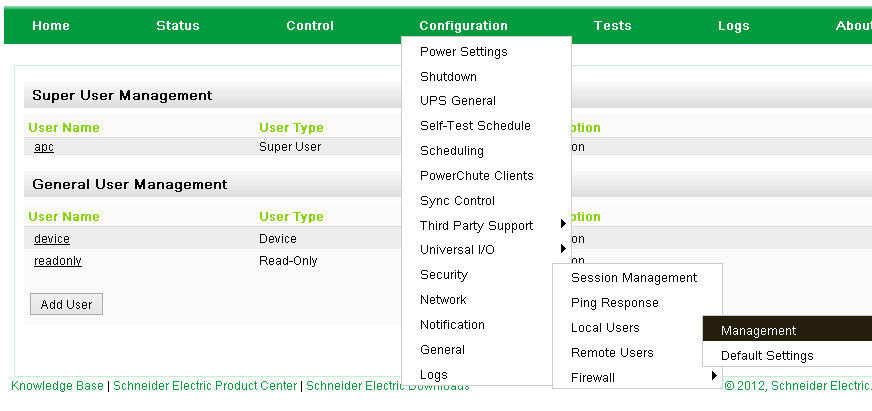 Home Status Control Configuration Tests Logs About
Power Settings
Shutdown
Super User Management
UPS General
User Name User Type Self-Test Schedule ption
apc Super User Scheduling on
PowerChute Clients
General User Management
Sync Control
User Name User Type Third Party Support ption
device Device Universal I/O on
readonly Read-Only on
Security Session Management
Add User Network Ping Response
Notification Local Users Management
General Remote Users Default Settings
Logs Firewall
Knowledge Base | Schneider Electric Product Center | Schneider Electric Downloads © 2012, Schneider Electric.